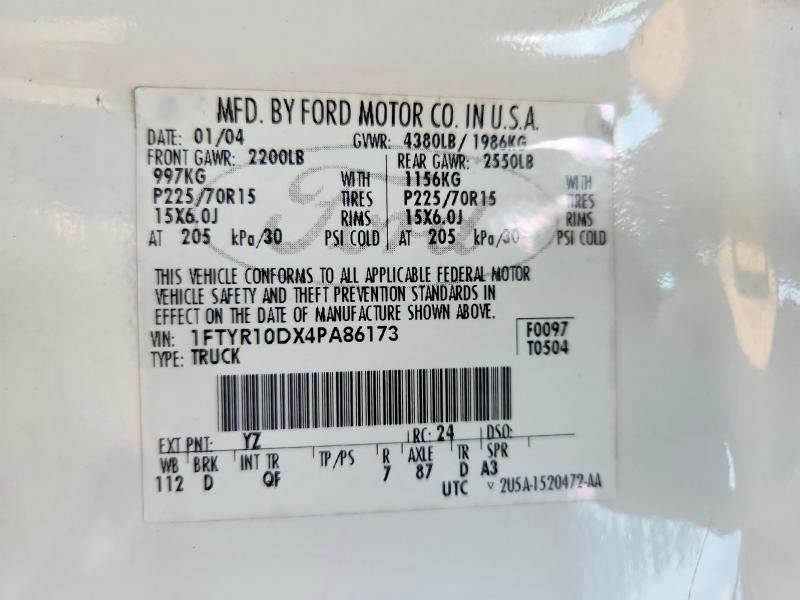 MFD. BY FORD MOTOR CO. IN U.S.A.
DATE: 01/04 GVWR: 4380LB/ 1986KG
FRONT GAWR: 2200LB REAR GAWR: 2550LB
997KG WITH 1156KG WITH
P225/70R15 TIRES P225/70R15 TIRES
15X6.0J RIMS 15X6.0J RIMS
AT 205 kPa/30 PSI COLD AT 205 kPa/30 PSI COLD
Ford
THIS VEHICLE CONFORMS TO ALL APPLICABLE FEDERAL MOTOR
VEHICLE SAFETY AND THEFT PREVENTION STANDARDS IN
EFFECT ON THE DATE OF MANUFACTURE SHOWN ABOVE.
VIN: 1FTYR10DX4PA86173 F0097
TYPE: TRUCK T0504
EXT PNT: YZ RC: 24 DSO:
WB BRK INT TR TP/PS R AXLE TR SPR
112 D QF 7 87 D A3
UTC V 2U5A-1520472-AA